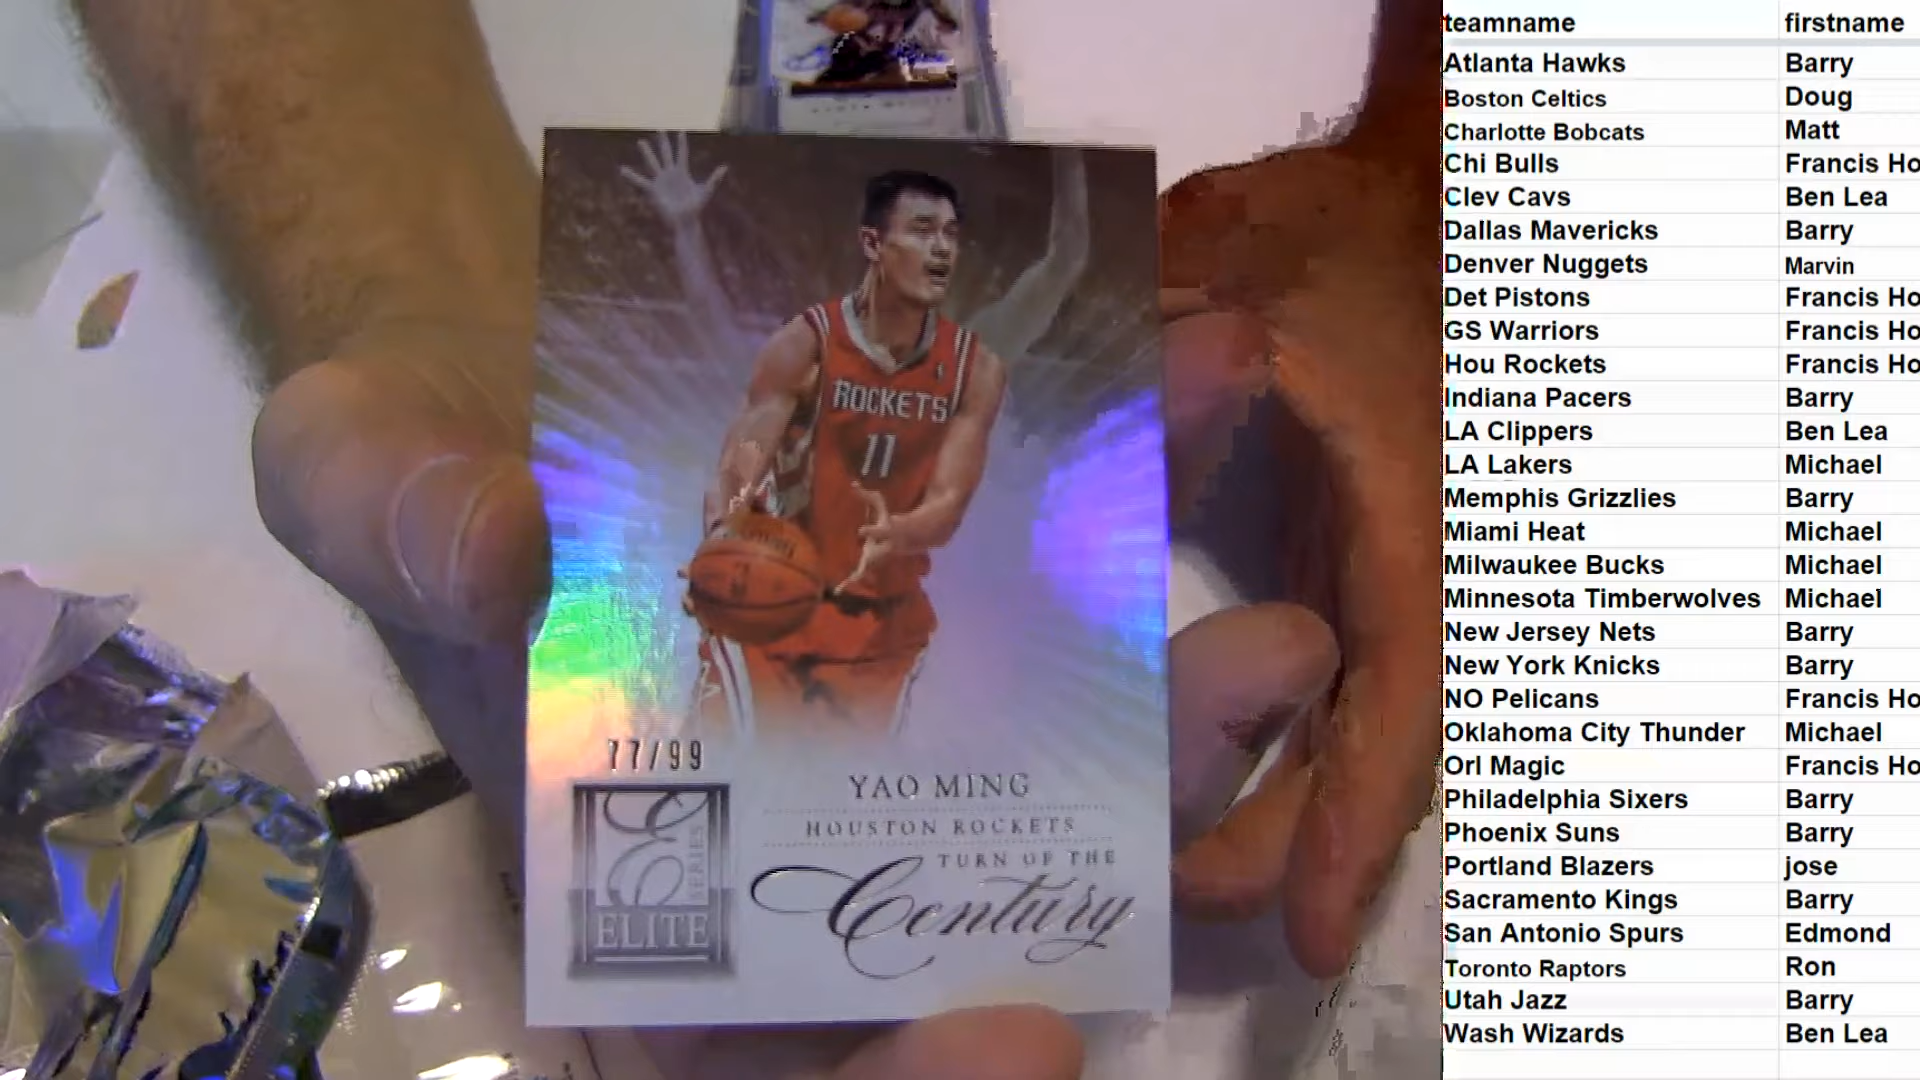 ROCKETS
11
77/99
E
SERIES
ELITE
YAO MING
HOUSTON ROCKETS
TURN OF THE
Century
teamname firstname
Atlanta Hawks Barry
Boston Celtics Doug
Charlotte Bobcats Matt
Chi Bulls Francis Ho
Clev Cavs Ben Lea
Dallas Mavericks Barry
Denver Nuggets Marvin
Det Pistons Francis Ho
GS Warriors Francis Ho
Hou Rockets Francis Ho
Indiana Pacers Barry
LA Clippers Ben Lea
LA Lakers Michael
Memphis Grizzlies Barry
Miami Heat Michael
Milwaukee Bucks Michael
Minnesota Timberwolves Michael
New Jersey Nets Barry
New York Knicks Barry
NO Pelicans Francis Ho
Oklahoma City Thunder Michael
Orl Magic Francis Ho
Philadelphia Sixers Barry
Phoenix Suns Barry
Portland Blazers jose
Sacramento Kings Barry
San Antonio Spurs Edmond
Toronto Raptors Ron
Utah Jazz Barry
Wash Wizards Ben Lea